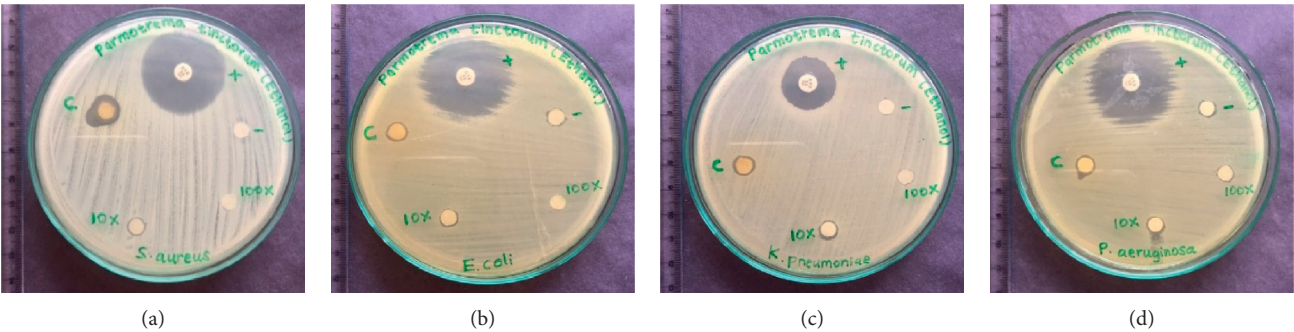 Parmotrema tinctorum (Ethanol)
+
C
-
100X
10X
S. aureus
(a)
Parmotrema tinctorum (Ethanol)
+
C
-
100X
10X
E. coli
(b)
Parmotrema tinctorum (Ethanol)
+
C
-
100X
10X
K. pneumoniae
(c)
Parmotrema tinctorum (Ethanol)
+
C
-
100X
10X
P. aeruginosa
(d)